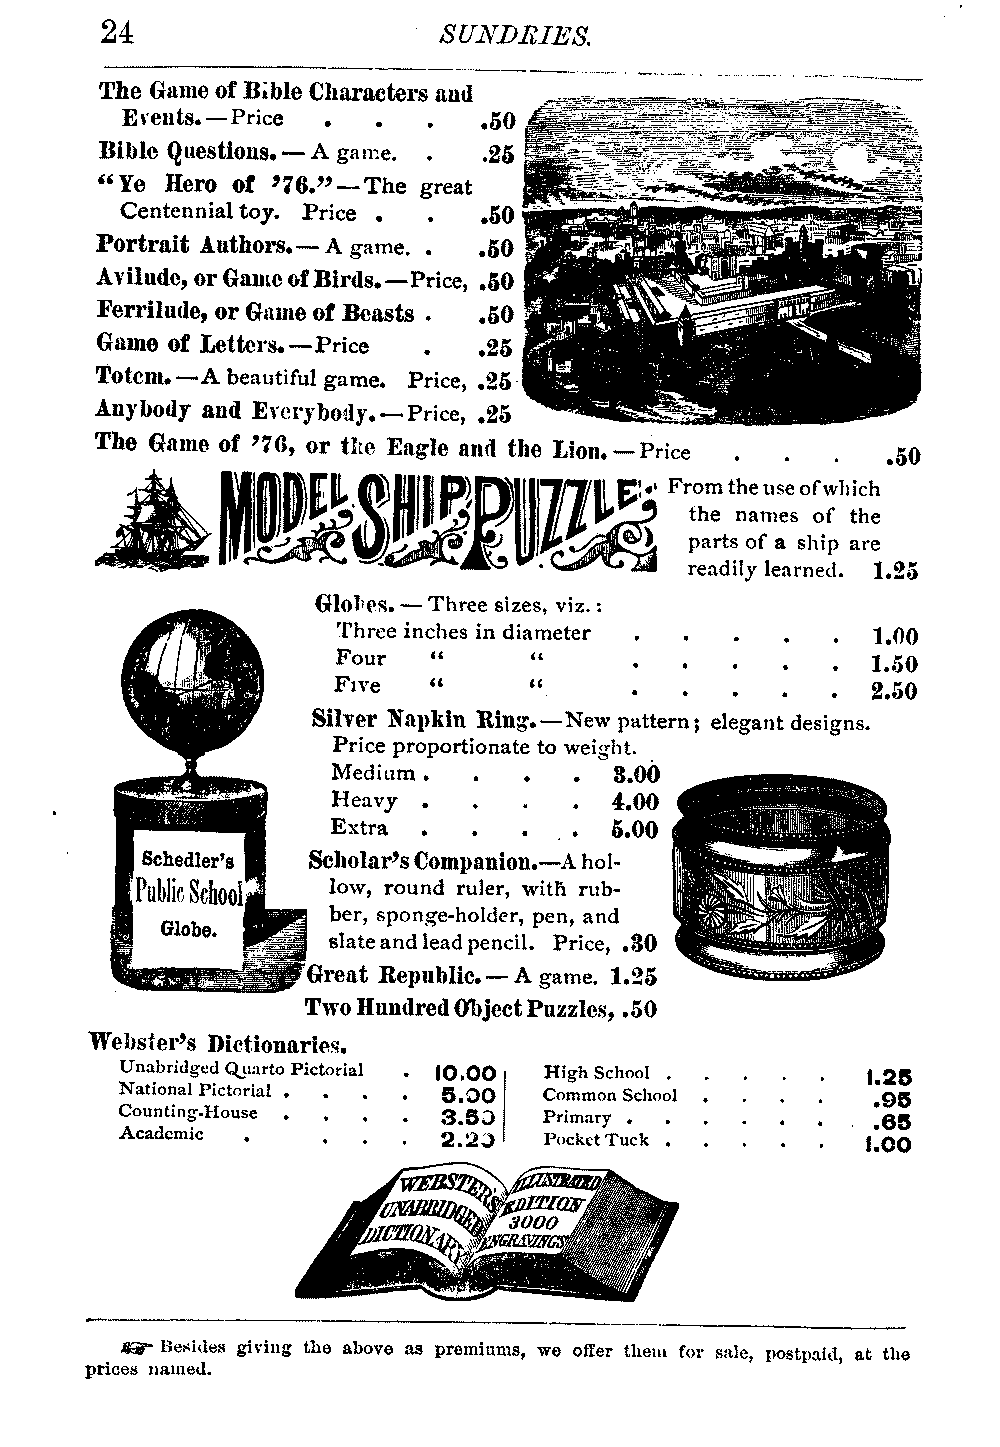 24 SUNDRIES.
The Game of Bible Characters and
Events.—Price . . . .50
Bible Questions.—A game. . .25
“Ye Hero of ’76.”—The great
Centennial toy. Price . . .50
Portrait Authors.—A game. . .50
Avilude, or Game of Birds.—Price, .50
Ferrilude, or Game of Beasts . .50
Game of Letters.—Price . .25
Totem.—A beautiful game. Price, .25
Anybody and Everybody.—Price, .25
The Game of ’76, or the Eagle and the Lion.—Price . . . .50
MODEL SHIP PUZZLE.
From the use of which
the names of the
parts of a ship are
readily learned. 1.25
Globes.—Three sizes, viz.:
Three inches in diameter . . . . . 1.00
Four “ “ . . . . . 1.50
Five “ “ . . . . . 2.50
Schedler's
Public School
Globe.
Silver Napkin Ring.—New pattern; elegant designs.
Price proportionate to weight.
Medium . . . . 3.00
Heavy . . . . 4.00
Extra . . . . 5.00
Scholar’s Companion.—A hol-
low, round ruler, with rub-
ber, sponge-holder, pen, and
slate and lead pencil. Price, .30
Great Republic.—A game. 1.25
Two Hundred Object Puzzles, .50
Webster’s Dictionaries.
Unabridged Quarto Pictorial . 10.00
National Pictorial . . . . 5.00
Counting-House . . . . 3.50
Academic . . . . 2.20
High School . . . . . 1.25
Common School . . . . .95
Primary . . . . . . .65
Pocket Tuck . . . . . 1.00
WEBSTER'S
UNABRIDGED
DICTIONARY
ILLUSTRATED
EDITION
3000
ENGRAVINGS
☞ Besides giving the above as premiums, we offer them for sale, postpaid, at the
prices named.